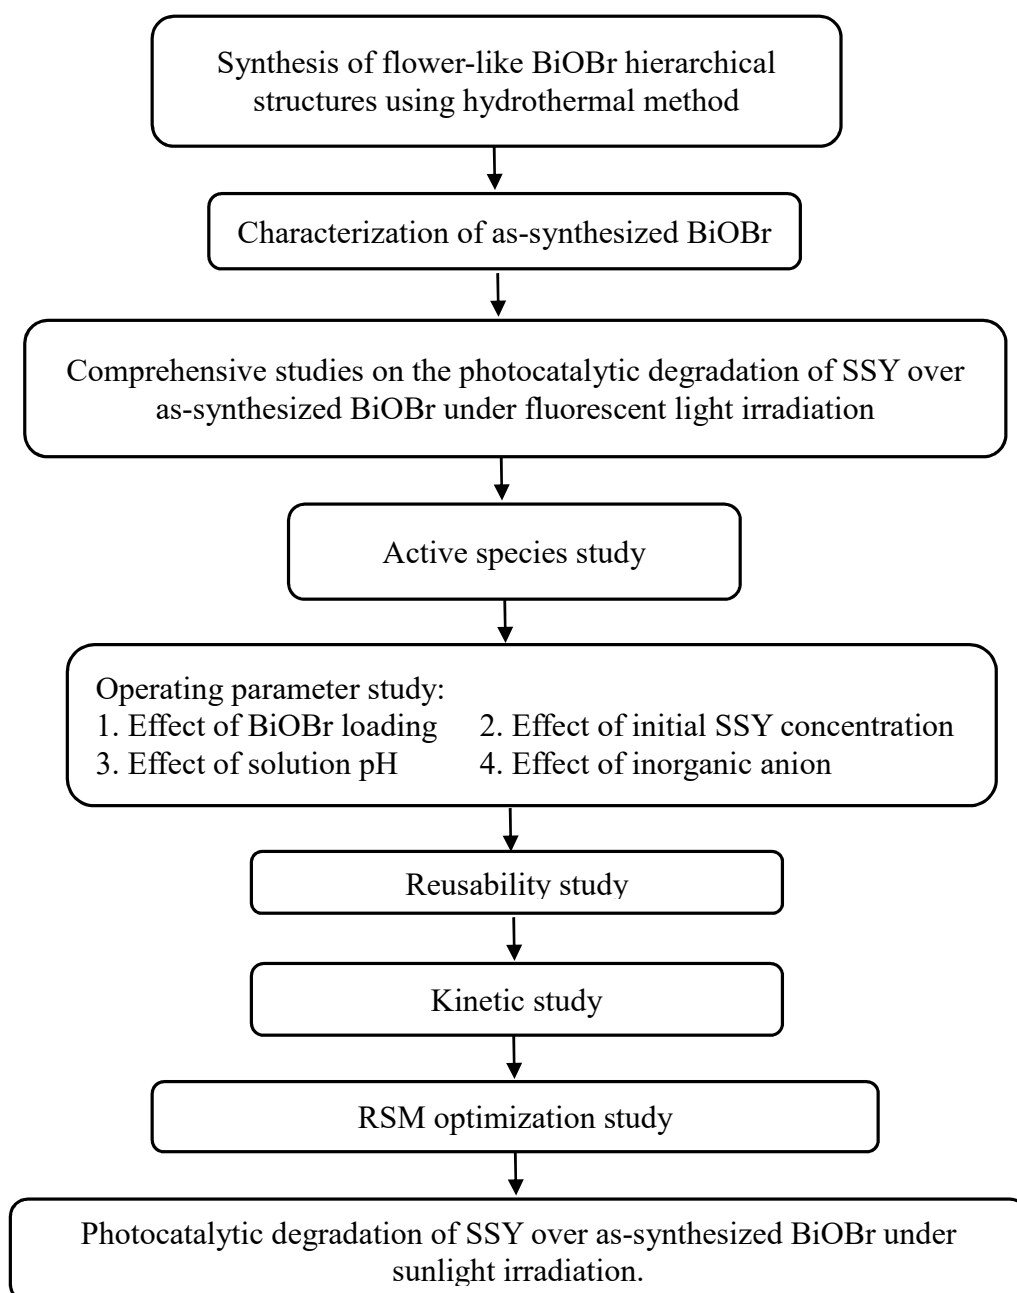 Synthesis of flower-like BiOBr hierarchical
structures using hydrothermal method
Characterization of as-synthesized BiOBr
Comprehensive studies on the photocatalytic degradation of SSY over
as-synthesized BiOBr under fluorescent light irradiation
Active species study
Operating parameter study:
1. Effect of BiOBr loading 2. Effect of initial SSY concentration
3. Effect of solution pH 4. Effect of inorganic anion
Reusability study
Kinetic study
RSM optimization study
Photocatalytic degradation of SSY over as-synthesized BiOBr under
sunlight irradiation.